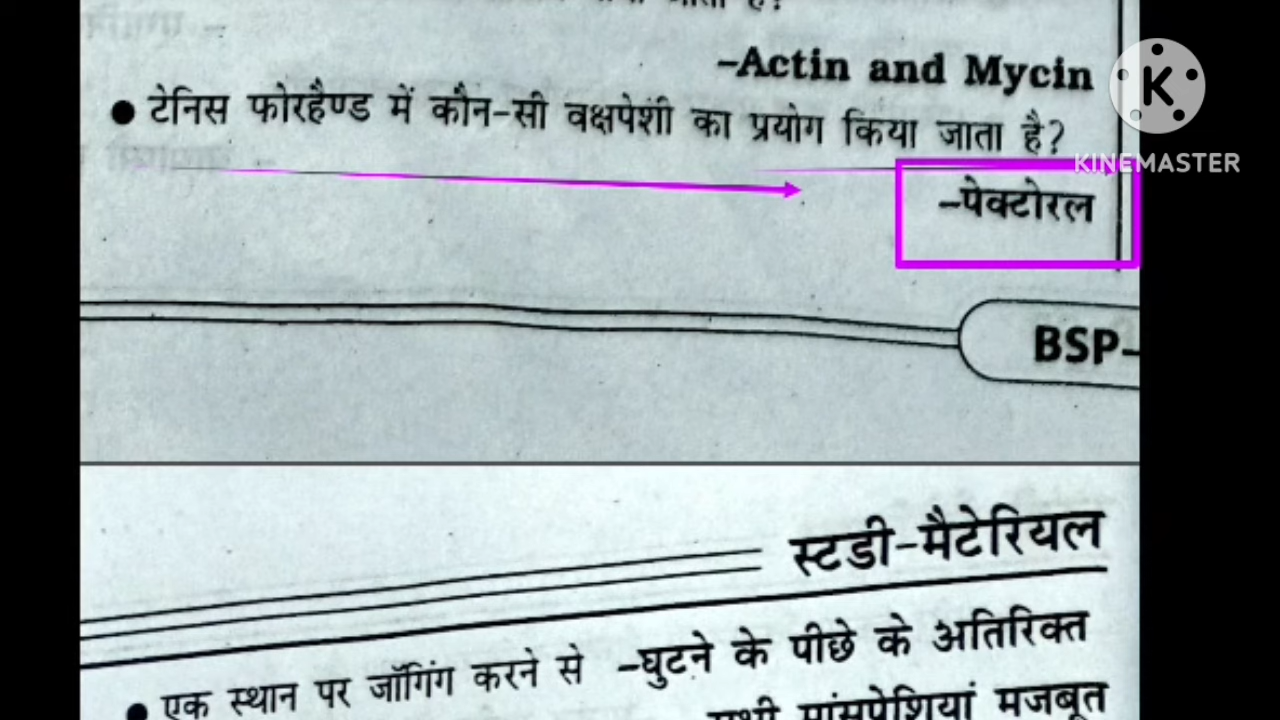 है?
–Actin and Mycin
● टेनिस फोरहैण्ड में कौन-सी वक्षपेशी का प्रयोग किया जाता है?
–पेक्टोरल
K
KINEMASTER
BSP–
स्टडी-मैटेरियल
● एक स्थान पर जॉगिंग करने से –घुटने के पीछे के अतिरिक्त
सभी मांसपेशियां मजबूत